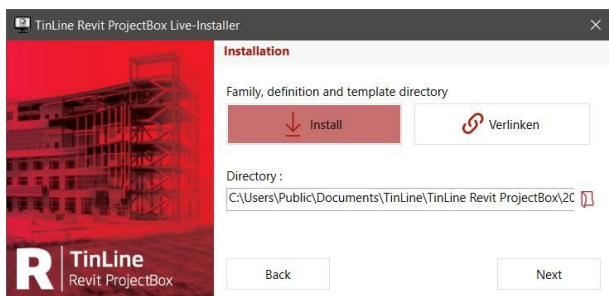 TinLine Revit ProjectBox Live-Installer
Installation
Family, definition and template directory
Install
Verlinken
Directory :
C:\Users\Public\Documents\TinLine\TinLine Revit ProjectBox\20
R TinLine
Revit ProjectBox
Back
Next